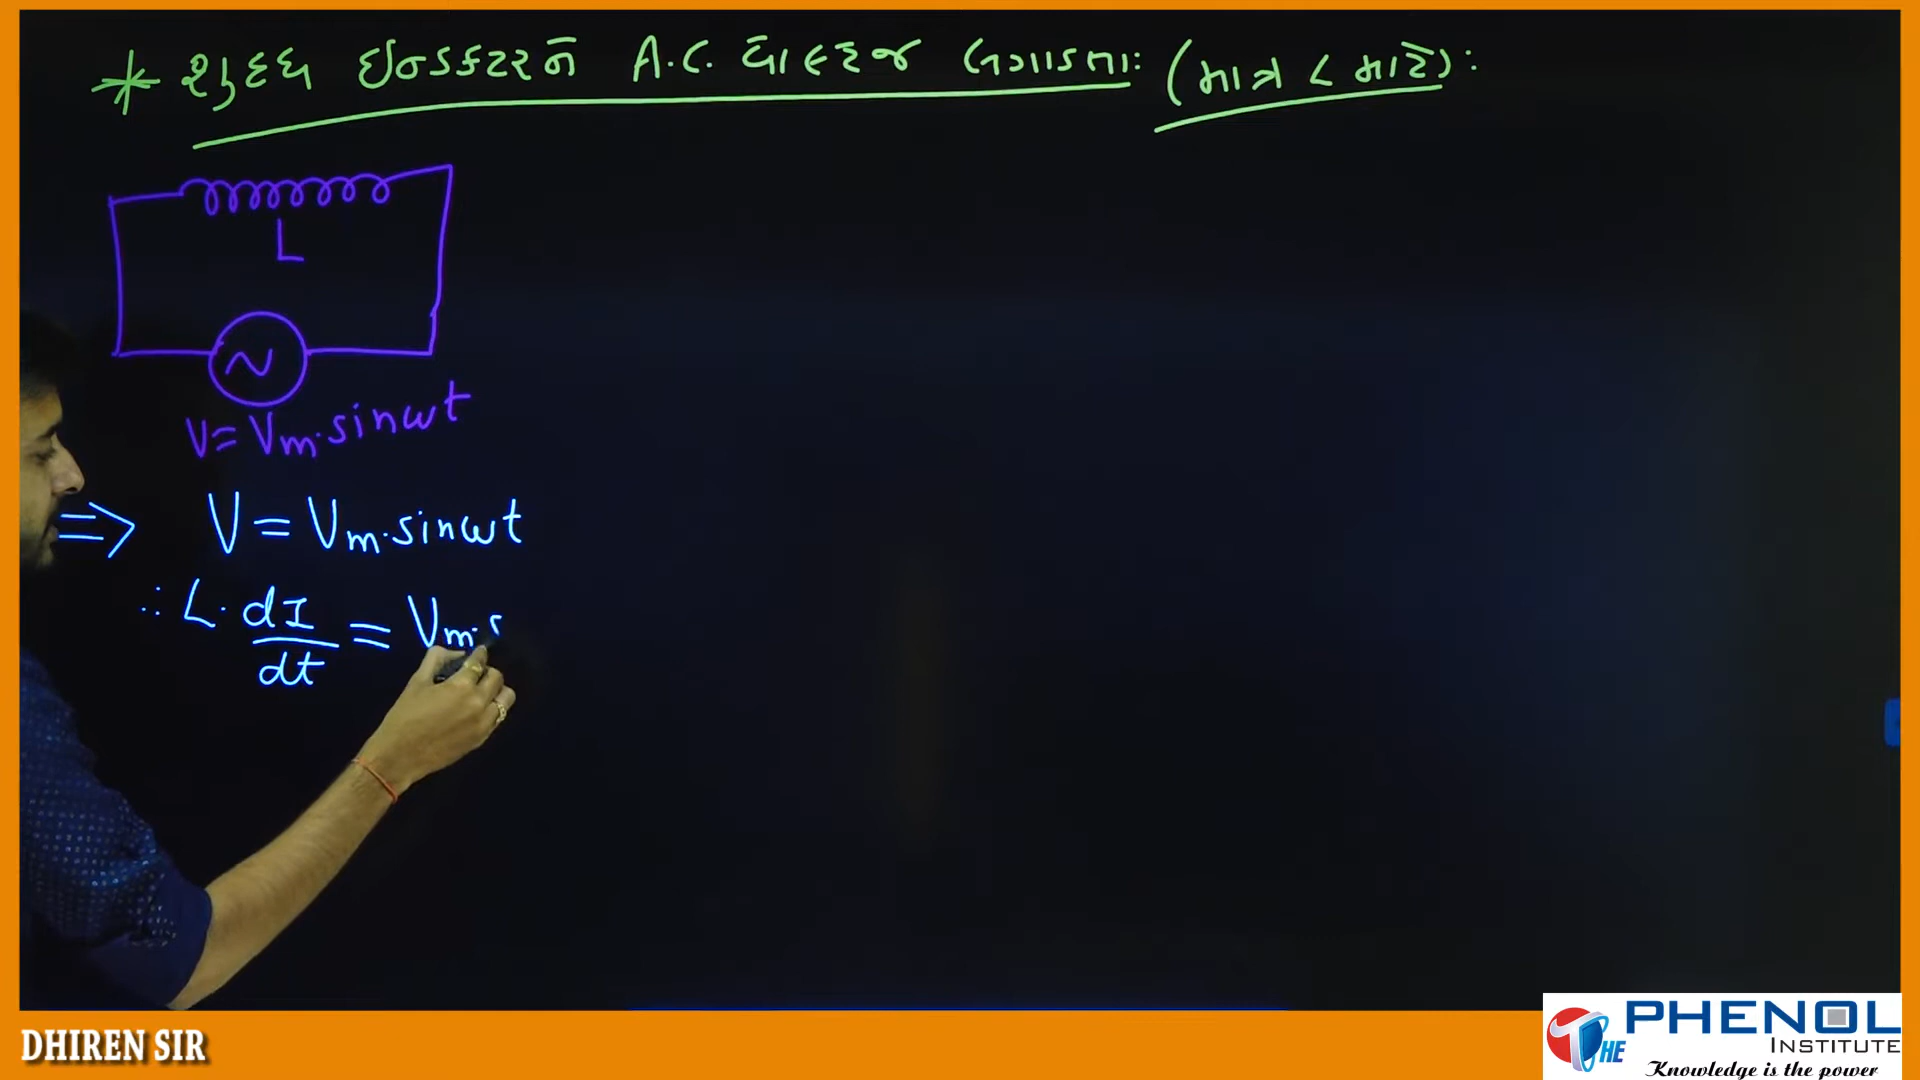 * શુદ્ધ ઈન્ડક્ટરને A.C. વોલ્ટેજ લગાડતા: (માત્ર L માટે):
L
V = Vm·sinωt
⇒ V = Vm·sinωt
∴ L· dI/dt = Vm·s
DHIREN SIR
THE PHENOL INSTITUTE
Knowledge is the power